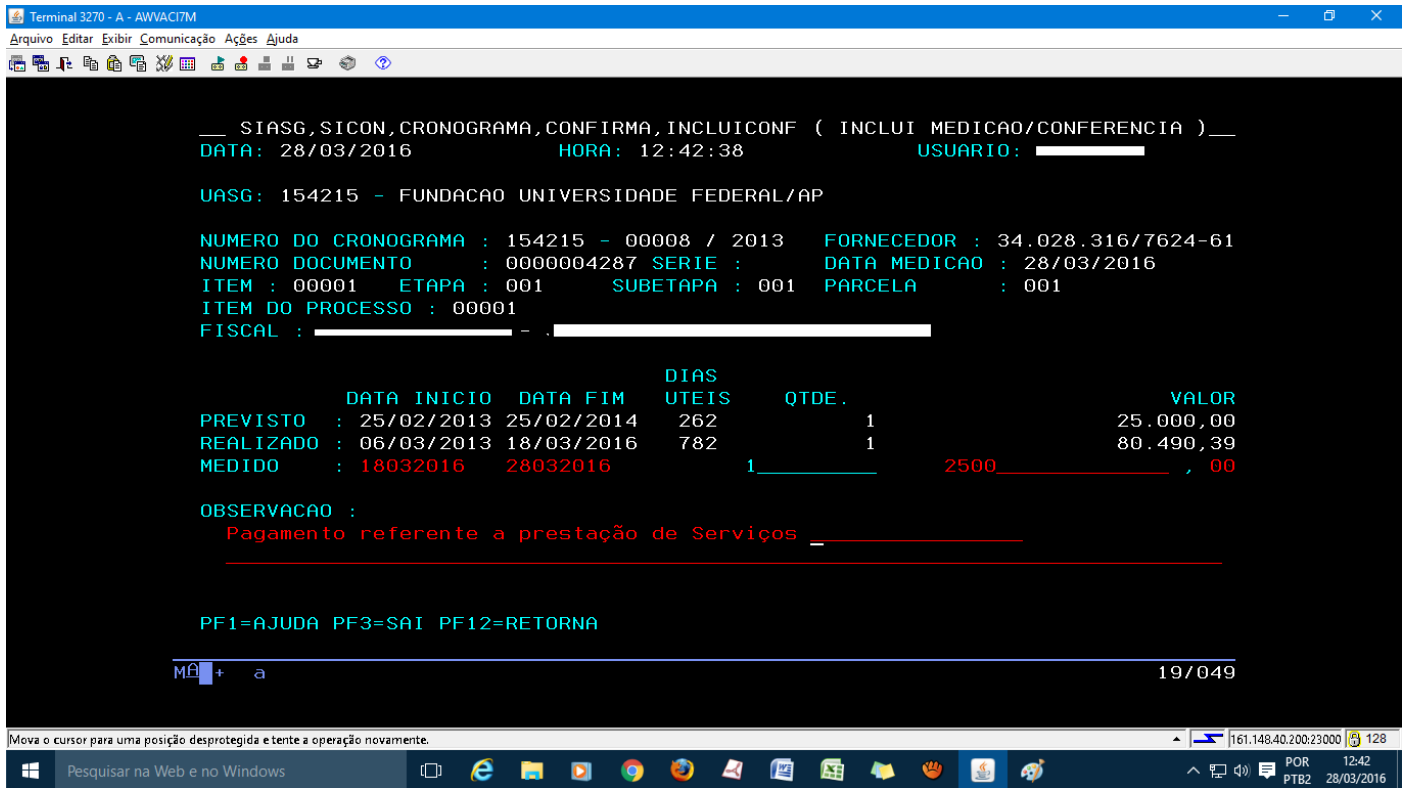 Terminal 3270 - A - AWVACI7M
Arquivo Editar Exibir Comunicação Ações Ajuda
__ SIASG,SICON,CRONOGRAMA,CONFIRMA,INCLUICONF ( INCLUI MEDICAO/CONFERENCIA )__
DATA: 28/03/2016 HORA: 12:42:38 USUARIO:
UASG: 154215 - FUNDACAO UNIVERSIDADE FEDERAL/AP
NUMERO DO CRONOGRAMA : 154215 - 00008 / 2013 FORNECEDOR : 34.028.316/7624-61
NUMERO DOCUMENTO : 0000004287 SERIE : DATA MEDICAO : 28/03/2016
ITEM : 00001 ETAPA : 001 SUBETAPA : 001 PARCELA : 001
ITEM DO PROCESSO : 00001
FISCAL : - .
DIAS
DATA INICIO DATA FIM UTEIS QTDE. VALOR
PREVISTO : 25/02/2013 25/02/2014 262 1 25.000,00
REALIZADO : 06/03/2013 18/03/2016 782 1 80.490,39
MEDIDO : 18032016 28032016 1__________ 2500_____________ , 00
OBSERVACAO :
Pagamento referente a prestação de Serviços ________________
PF1=AJUDA PF3=SAI PF12=RETORNA
MA + a 19/049
Mova o cursor para uma posição desprotegida e tente a operação novamente. 161.148.40.200:23000 128
Pesquisar na Web e no Windows POR 12:42
PTB2 28/03/2016